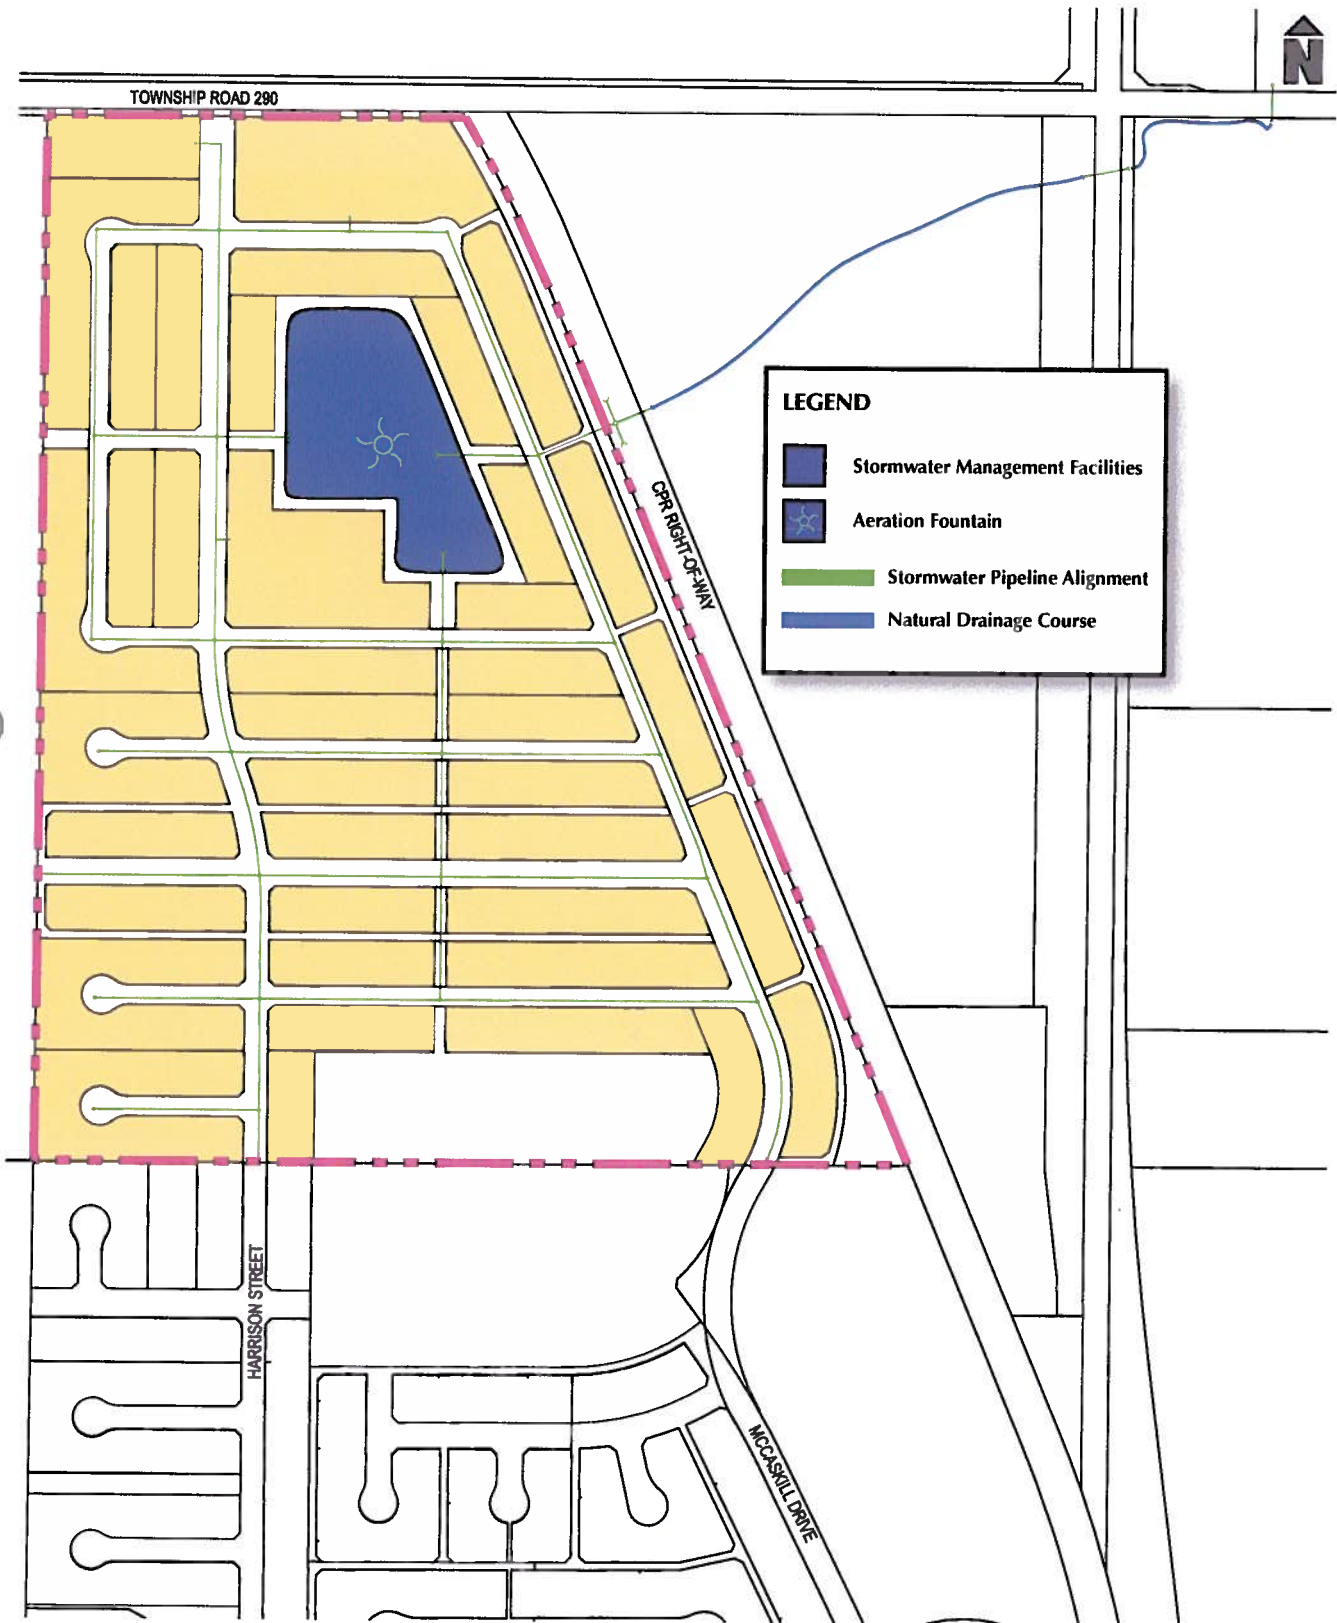 N
TOWNSHIP ROAD 290
LEGEND
Stormwater Management Facilities
Aeration Fountain
Stormwater Pipeline Alignment
Natural Drainage Course
CPR RIGHT-OF-WAY
HARRISON STREET
MCCASKILL DRIVE